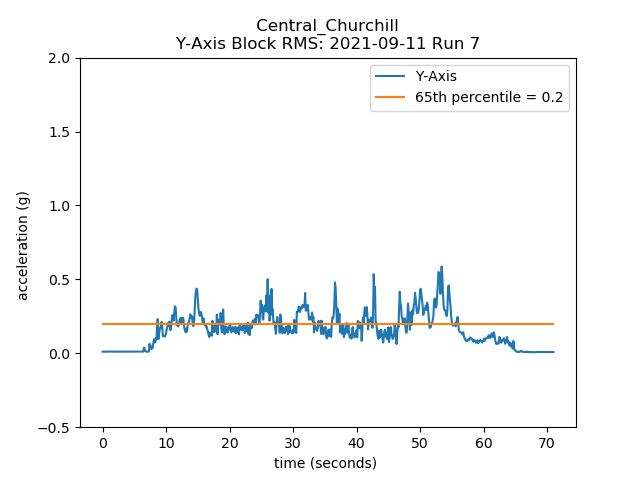 Central_Churchill
Y-Axis Block RMS: 2021-09-11 Run 7
Y-Axis
65th percentile = 0.2
acceleration (g)
2.0
1.5
1.0
0.5
0.0
−0.5
0 10 20 30 40 50 60 70
time (seconds)